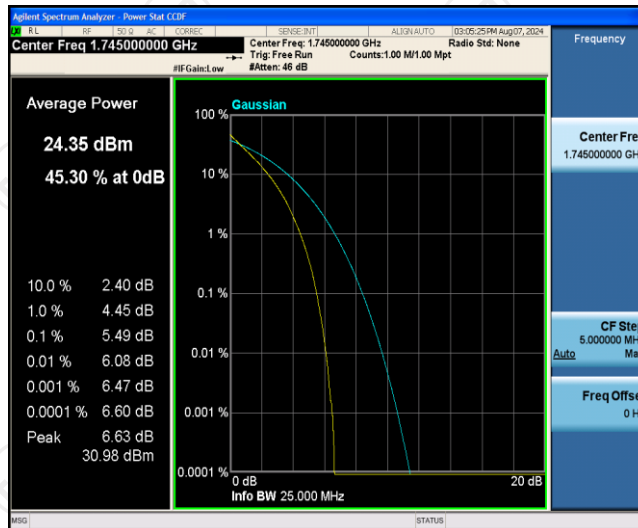 Agilent Spectrum Analyzer - Power Stat CCDF
RL RF 50 Ω AC CORREC SENSE:INT ALIGN AUTO 03:05:25PM Aug07, 2024
Center Freq 1.745000000 GHz
Center Freq: 1.745000000 GHz Radio Std: None
Trig: Free Run Counts:1.00 M/1.00 Mpt
#IFGain:Low #Atten: 46 dB
Frequency
Average Power
24.35 dBm
45.30 % at 0dB
10.0 % 2.40 dB
1.0 % 4.45 dB
0.1 % 5.49 dB
0.01 % 6.08 dB
0.001 % 6.47 dB
0.0001 % 6.60 dB
Peak 6.63 dB
30.98 dBm
Gaussian
100 %
10 %
1 %
0.1 %
0.01 %
0.001 %
0.0001 %
0 dB 20 dB
Info BW 25.000 MHz
Center Fre
1.745000000 GH
CF Ste
5.000000 MH
Auto Ma
Freq Offse
0 H
MSG STATUS